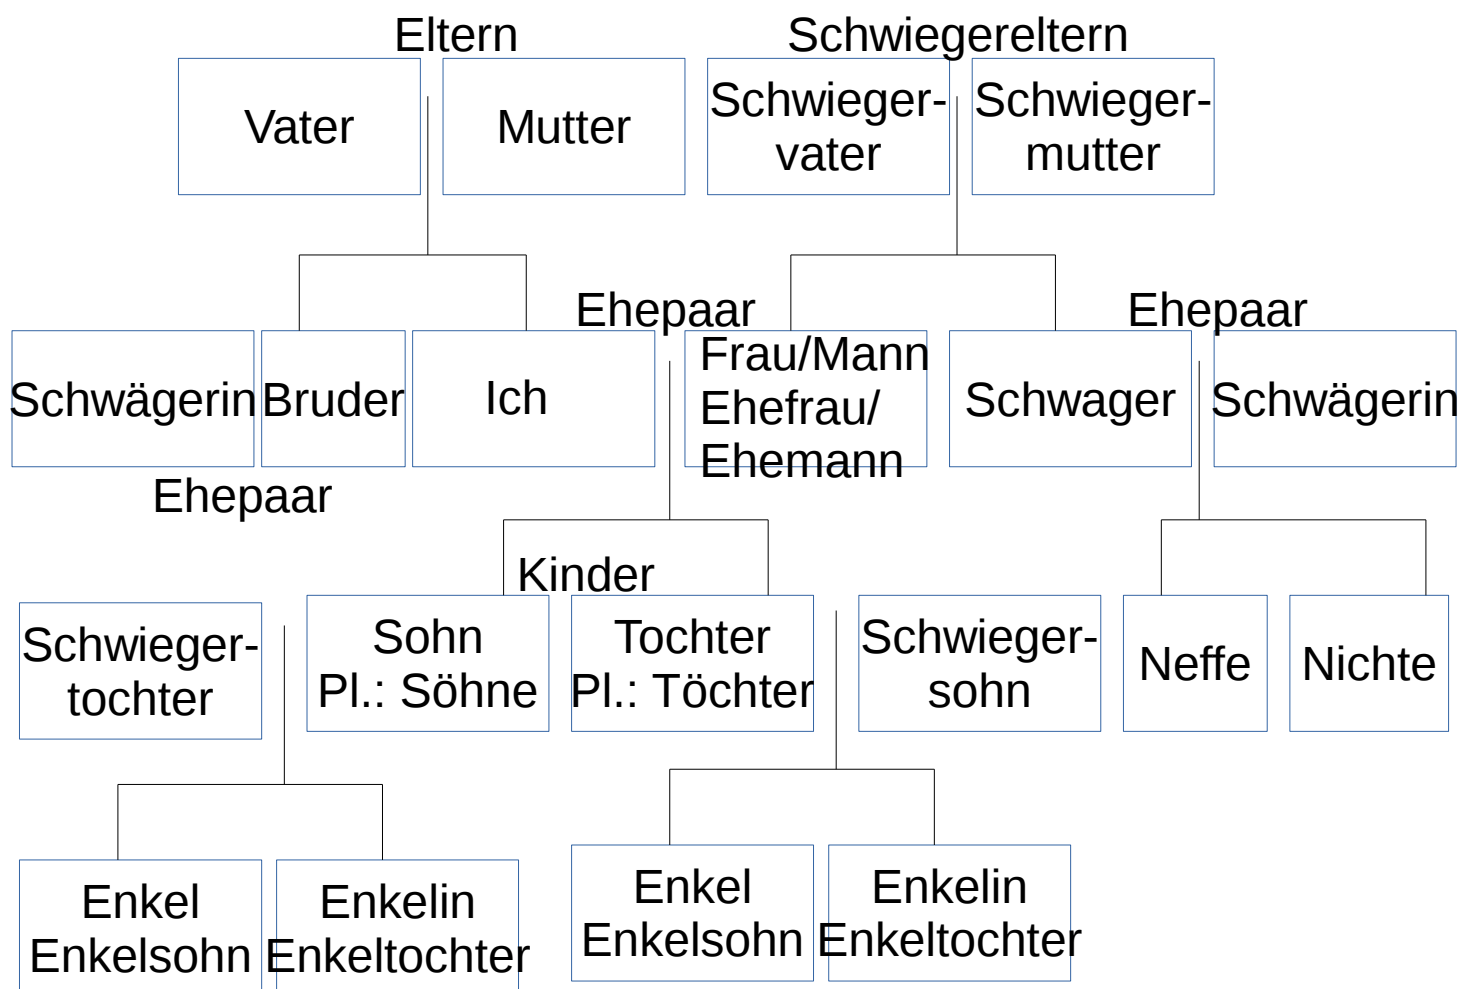 Eltern
Schwiegereltern
Vater
Mutter
Schwieger-
vater
Schwieger-
mutter
Ehepaar
Ehepaar
Schwägerin
Bruder
Ich
Frau/Mann
Ehefrau/
Ehemann
Schwager
Schwägerin
Ehepaar
Kinder
Schwieger-
tochter
Sohn
Pl.: Söhne
Tochter
Pl.: Töchter
Schwieger-
sohn
Neffe
Nichte
Enkel
Enkelsohn
Enkelin
Enkeltochter
Enkel
Enkelsohn
Enkelin
Enkeltochter